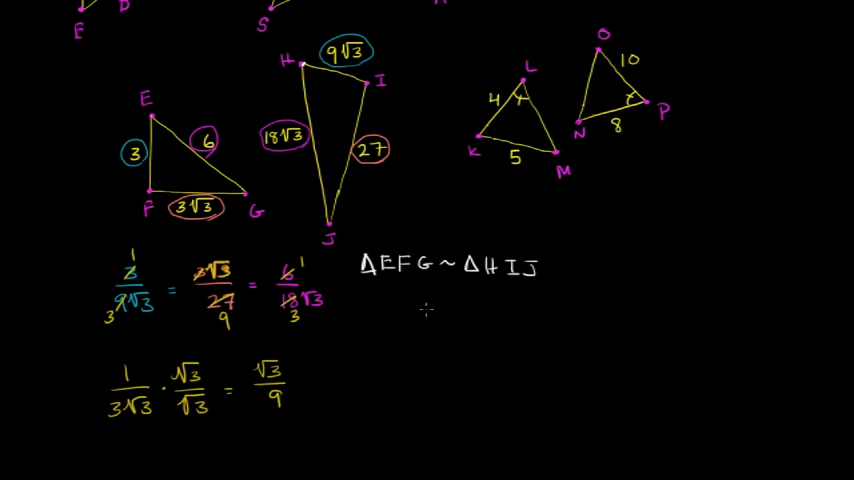 E D S
H 9√3 I
18√3 27
J
E
3 6
F 3√3 G
L
4 x
K 5 M
O
10
x P
N 8
3/9√3 = 3√3/27 = 6/18√3
1 3 9 1 3
ΔEFG ~ ΔHIJ
1/3√3 · √3/√3 = √3/9